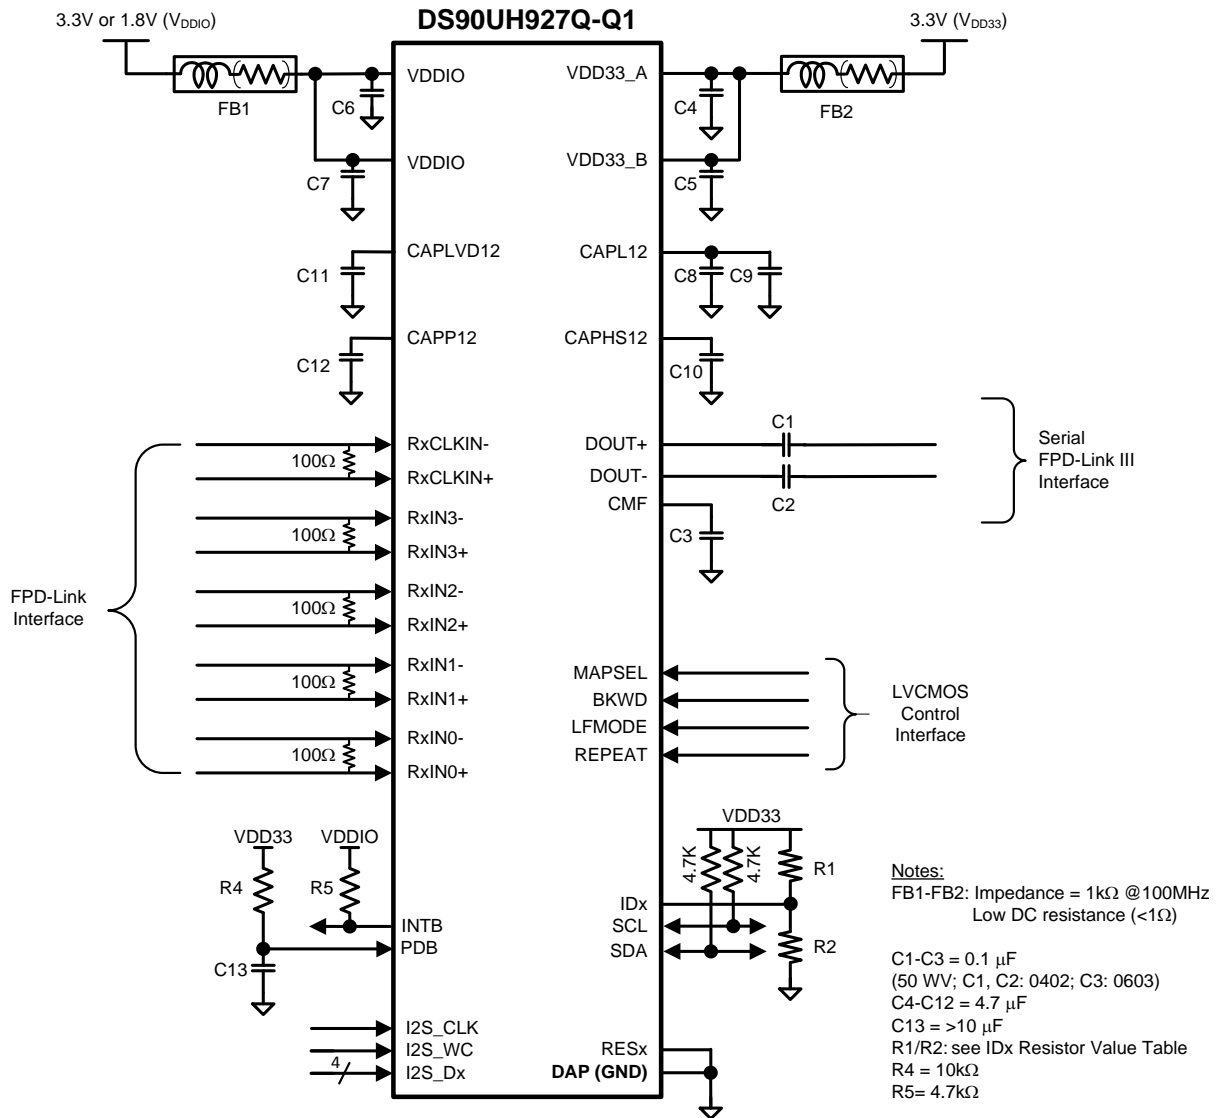 DS90UH927Q-Q1
3.3V or 1.8V (VDDIO)
3.3V (VDD33)
FB1
FB2
VDDIO
C6
VDD33_A
C4
VDDIO
C7
VDD33_B
C5
CAPLVD12
C11
CAPL12
C8
C9
CAPP12
C12
CAPHS12
C10
FPD-Link
Interface
RxCLKIN-
100Ω
RxCLKIN+
RxIN3-
100Ω
RxIN3+
RxIN2-
100Ω
RxIN2+
RxIN1-
100Ω
RxIN1+
RxIN0-
100Ω
RxIN0+
DOUT+
C1
DOUT-
C2
CMF
C3
Serial
FPD-Link III
Interface
MAPSEL
BKWD
LFMODE
REPEAT
LVCMOS
Control
Interface
VDD33
VDDIO
R4
R5
INTB
PDB
C13
VDD33
4.7K
4.7K
R1
IDx
SCL
SDA
R2
I2S_CLK
I2S_WC
4
I2S_Dx
RESx
DAP (GND)
Notes:
FB1-FB2: Impedance = 1kΩ @100MHz
Low DC resistance (<1Ω)
C1-C3 = 0.1 μF
(50 WV; C1, C2: 0402; C3: 0603)
C4-C12 = 4.7 μF
C13 = >10 μF
R1/R2: see IDx Resistor Value Table
R4 = 10kΩ
R5= 4.7kΩ